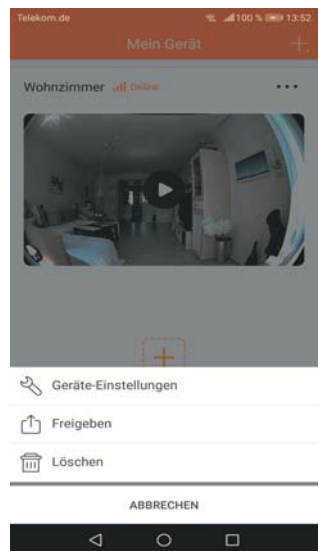 Telekom.de 100 % 13:52
Mein Gerät
Wohnzimmer Online
Geräte-Einstellungen
Freigeben
Löschen
ABBRECHEN